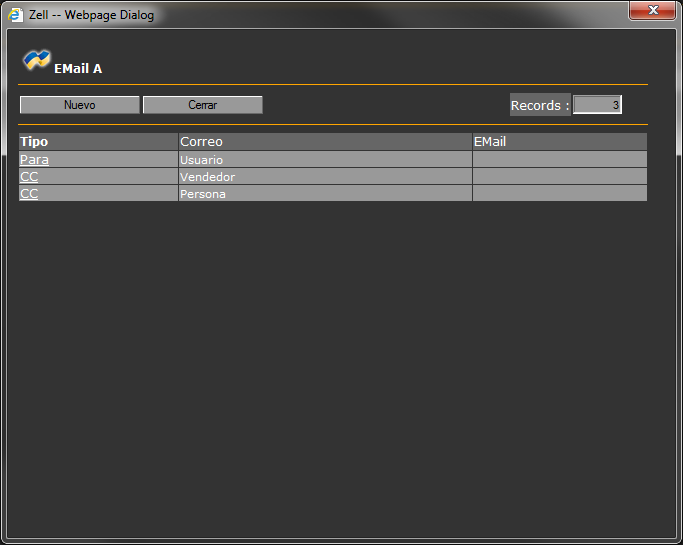 Zell -- Webpage Dialog
EMail A
Nuevo Cerrar Records : 3
Tipo Correo EMail
Para Usuario
CC Vendedor
CC Persona